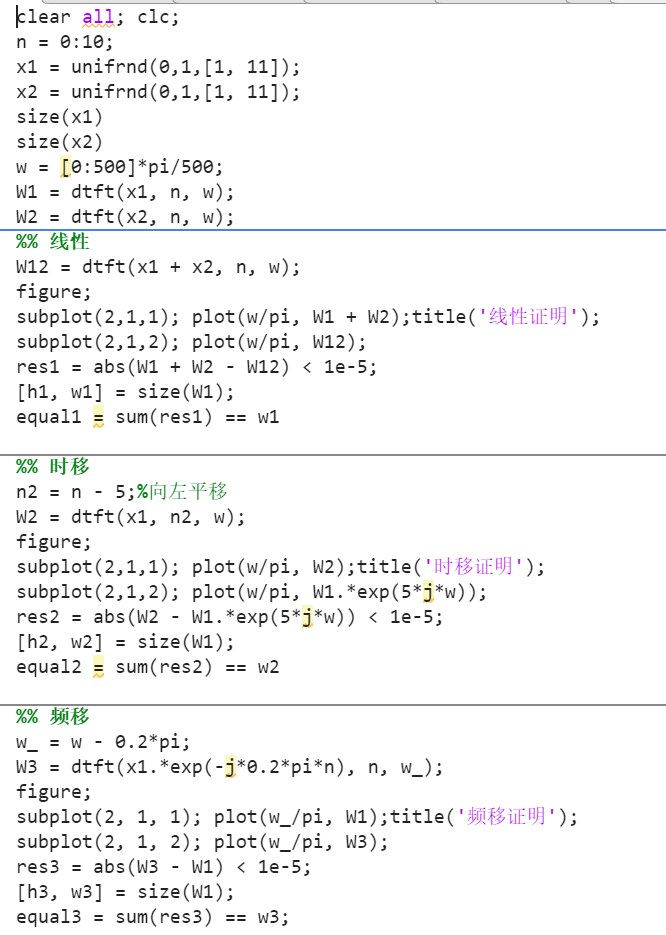 clear all; clc;
n = 0:10;
x1 = unifrnd(0,1,[1, 11]);
x2 = unifrnd(0,1,[1, 11]);
size(x1)
size(x2)
w = [0:500]*pi/500;
W1 = dtft(x1, n, w);
W2 = dtft(x2, n, w);
%% 线性
W12 = dtft(x1 + x2, n, w);
figure;
subplot(2,1,1); plot(w/pi, W1 + W2);title('线性证明');
subplot(2,1,2); plot(w/pi, W12);
res1 = abs(W1 + W2 - W12) < 1e-5;
[h1, w1] = size(W1);
equal1 = sum(res1) == w1
%% 时移
n2 = n - 5;%向左平移
W2 = dtft(x1, n2, w);
figure;
subplot(2,1,1); plot(w/pi, W2);title('时移证明');
subplot(2,1,2); plot(w/pi, W1.*exp(5*j*w));
res2 = abs(W2 - W1.*exp(5*j*w)) < 1e-5;
[h2, w2] = size(W1);
equal2 = sum(res2) == w2
%% 频移
w_ = w - 0.2*pi;
W3 = dtft(x1.*exp(-j*0.2*pi*n), n, w_);
figure;
subplot(2, 1, 1); plot(w_/pi, W1);title('频移证明');
subplot(2, 1, 2); plot(w_/pi, W3);
res3 = abs(W3 - W1) < 1e-5;
[h3, w3] = size(W1);
equal3 = sum(res3) == w3;